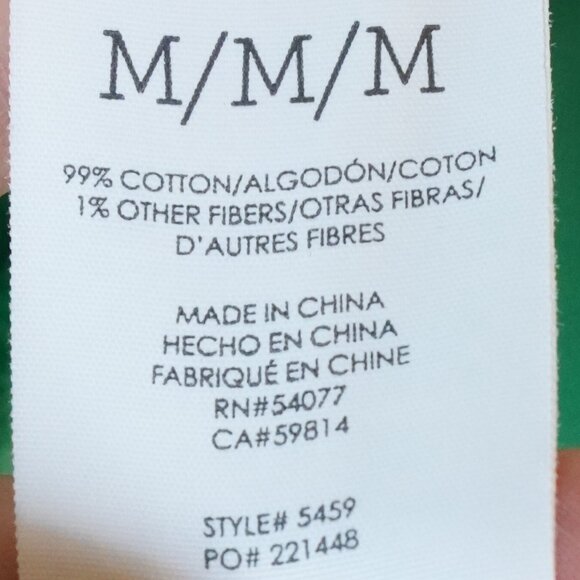 M/M/M
99% COTTON/ALGODÓN/COTON
1% OTHER FIBERS/OTRAS FIBRAS/
D'AUTRES FIBRES
MADE IN CHINA
HECHO EN CHINA
FABRIQUÉ EN CHINE
RN#54077
CA#59814
STYLE# 5459
PO# 221448